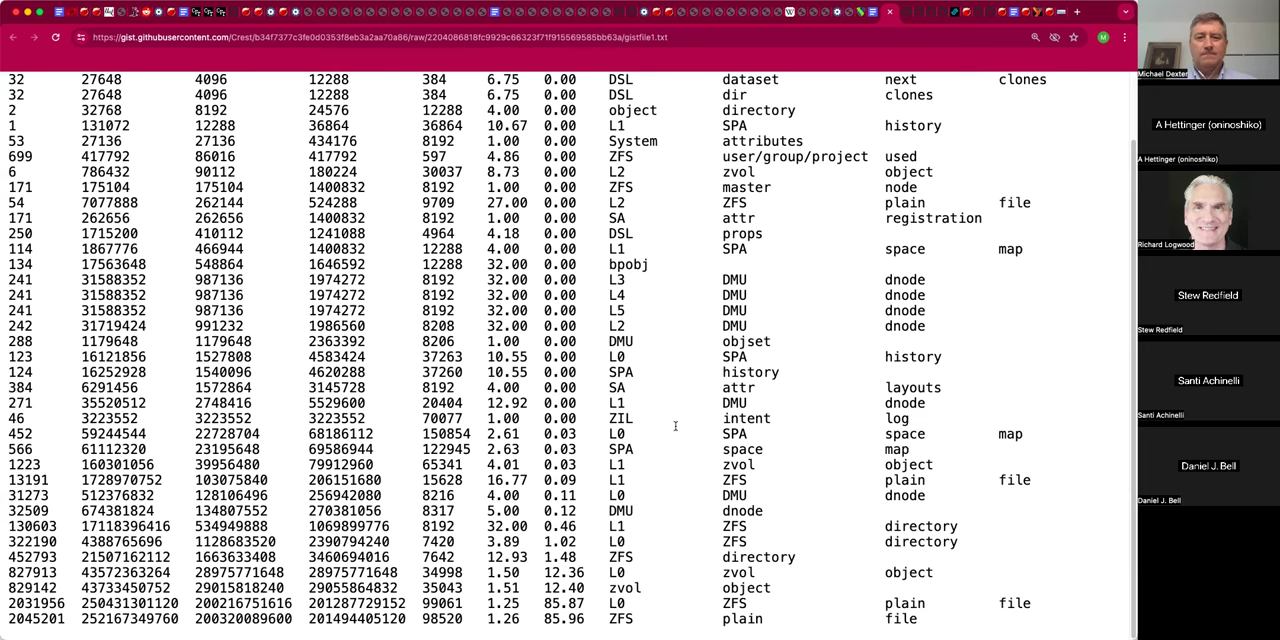 https://gist.githubusercontent.com/Crest/b34f7377c3fe0d0353f8eb3a2aa70a86/raw/2204086818fc9929c66323f71f915569585bb63a/gistfile1.txt
M
32 27648 4096 12288 384 6.75 0.00 DSL dataset next clones
32 27648 4096 12288 384 6.75 0.00 DSL dir clones
2 32768 8192 24576 12288 4.00 0.00 object directory
1 131072 12288 36864 36864 10.67 0.00 L1 SPA history
53 27136 27136 434176 8192 1.00 0.00 System attributes
699 417792 86016 417792 597 4.86 0.00 ZFS user/group/project used
6 786432 90112 180224 30037 8.73 0.00 L2 zvol object
171 175104 175104 1400832 8192 1.00 0.00 ZFS master node
54 7077888 262144 524288 9709 27.00 0.00 L2 ZFS plain file
171 262656 262656 1400832 8192 1.00 0.00 SA attr registration
250 1715200 410112 1241088 4964 4.18 0.00 DSL props
114 1867776 466944 1400832 12288 4.00 0.00 L1 SPA space map
134 17563648 548864 1646592 12288 32.00 0.00 bpobj
241 31588352 987136 1974272 8192 32.00 0.00 L3 DMU dnode
241 31588352 987136 1974272 8192 32.00 0.00 L4 DMU dnode
241 31588352 987136 1974272 8192 32.00 0.00 L5 DMU dnode
242 31719424 991232 1986560 8208 32.00 0.00 L2 DMU dnode
288 1179648 1179648 2363392 8206 1.00 0.00 DMU objset
123 16121856 1527808 4583424 37263 10.55 0.00 L0 SPA history
124 16252928 1540096 4620288 37260 10.55 0.00 SPA history
384 6291456 1572864 3145728 8192 4.00 0.00 SA attr layouts
271 35520512 2748416 5529600 20404 12.92 0.00 L1 DMU dnode
46 3223552 3223552 3223552 70077 1.00 0.00 ZIL intent log
452 59244544 22728704 68186112 150854 2.61 0.03 L0 SPA space map
566 61112320 23195648 69586944 122945 2.63 0.03 SPA space map
1223 160301056 39956480 79912960 65341 4.01 0.03 L1 zvol object
13191 1728970752 103075840 206151680 15628 16.77 0.09 L1 ZFS plain file
31273 512376832 128106496 256942080 8216 4.00 0.11 L0 DMU dnode
32509 674381824 134807552 270381056 8317 5.00 0.12 DMU dnode
130603 17118396416 534949888 1069899776 8192 32.00 0.46 L1 ZFS directory
322190 4388765696 1128683520 2390794240 7420 3.89 1.02 L0 ZFS directory
452793 21507162112 1663633408 3460694016 7642 12.93 1.48 ZFS directory
827913 43572363264 28975771648 28975771648 34998 1.50 12.36 L0 zvol object
829142 43733450752 29015818240 29055864832 35043 1.51 12.40 zvol object
2031956 250431301120 200216751616 201287729152 99061 1.25 85.87 L0 ZFS plain file
2045201 252167349760 200320089600 201494405120 98520 1.26 85.96 ZFS plain file
Michael Dexter
A Hettinger (oninoshiko)
A Hettinger (oninoshiko)
Richard Logwood
Stew Redfield
Stew Redfield
Santi Achinelli
Santi Achinelli
Daniel J. Bell
Daniel J. Bell